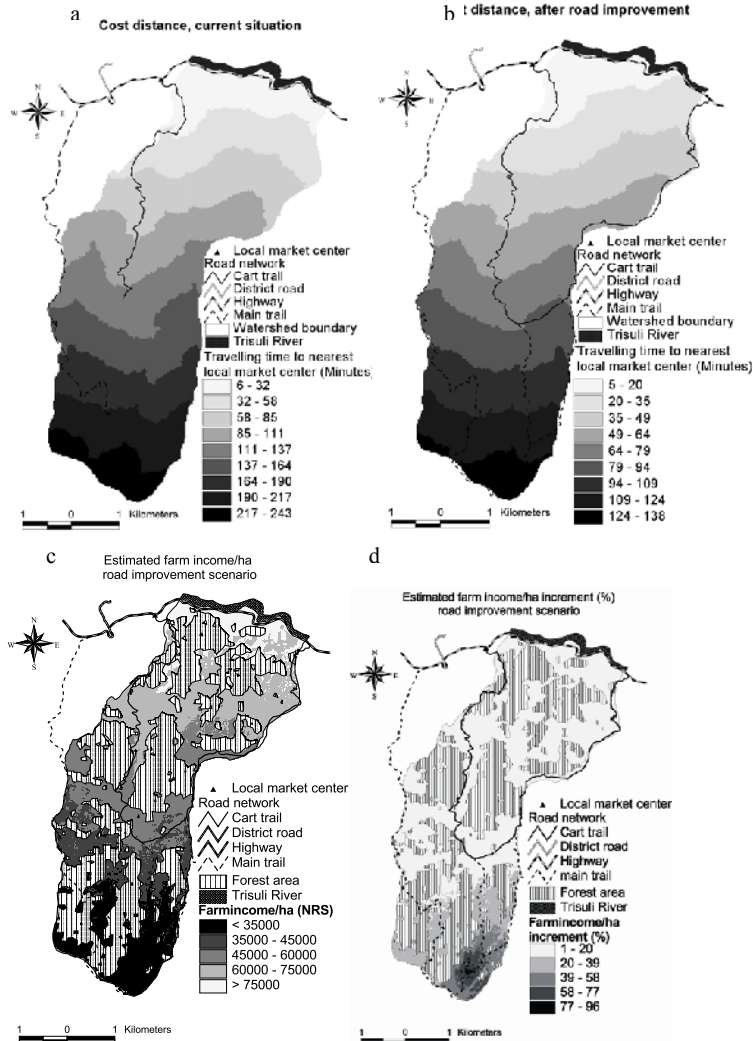 a
Cost distance, current situation
N
W E
S
Local market center
Road network
Cart trail
District road
Highway
Main trail
Watershed boundary
Trisuli River
Travelling time to nearest
local market center (Minutes)
6 - 32
32 - 58
58 - 85
85 - 111
111 - 137
137 - 164
164 - 190
190 - 217
217 - 243
1 0 1 Kilometers
b
t distance, after road improvement
N
W E
S
Local market center
Road network
Cart trail
District road
Highway
Main trail
Watershed boundary
Trisuli River
Travelling time to nearest
local market center (Minutes)
5 - 20
20 - 35
35 - 49
49 - 64
64 - 79
79 - 94
94 - 109
109 - 124
124 - 138
1 0 1 Kilometers
c
Estimated farm income/ha
road improvement scenario
N
W E
S
Local market center
Road network
Cart trail
District road
Highway
Main trail
Forest area
Trisuli River
Farmincome/ha (NRS)
< 35000
35000 - 45000
45000 - 60000
60000 - 75000
> 75000
1 0 1 Kilometers
d
Estimated farm income/ha increment (%)
road improvement scenario
N
W E
S
Local market center
Road network
Cart trail
District road
Highway
main trail
Forest area
Trisuli River
Farmincome/ha
increment (%)
1 - 20
20 - 39
39 - 58
58 - 77
77 - 96
1 0 1 Kilometers